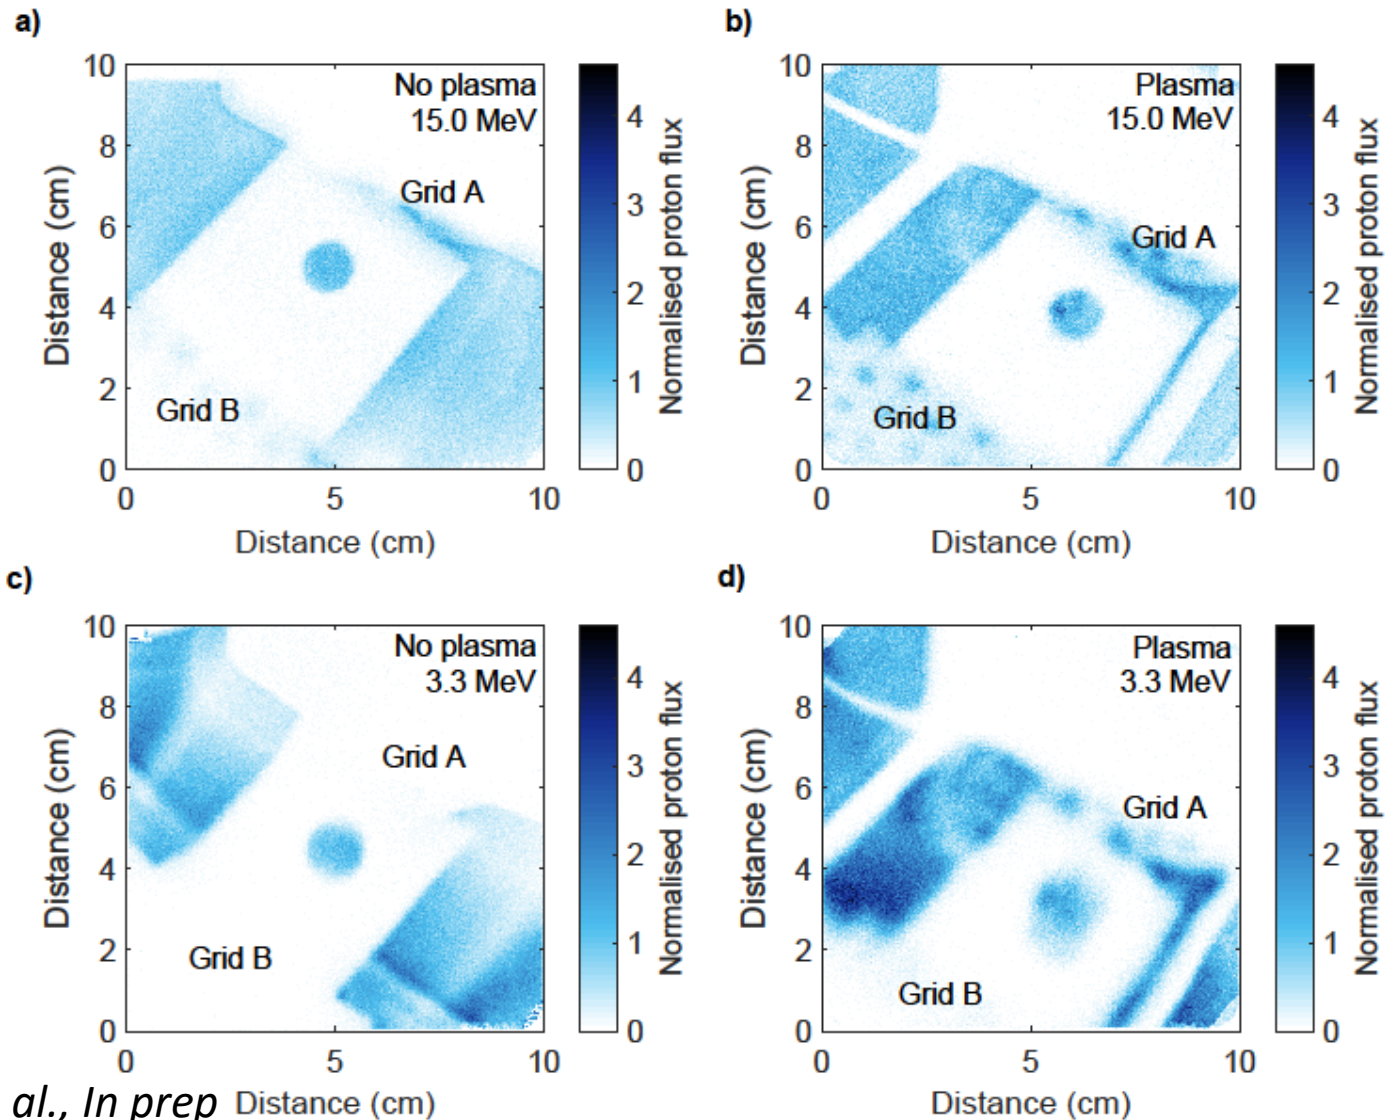 a)
10
8
6
4
2
0
Distance (cm)
No plasma
15.0 MeV
Grid A
Grid B
0
5
10
Distance (cm)
4
3
2
1
0
Normalised proton flux
b)
10
8
6
4
2
0
Distance (cm)
Plasma
15.0 MeV
Grid A
Grid B
0
5
10
Distance (cm)
4
3
2
1
0
Normalised proton flux
c)
10
8
6
4
2
0
Distance (cm)
No plasma
3.3 MeV
Grid A
Grid B
0
5
10
Distance (cm)
4
3
2
1
0
Normalised proton flux
d)
10
8
6
4
2
0
Distance (cm)
Plasma
3.3 MeV
Grid A
Grid B
0
5
10
Distance (cm)
4
3
2
1
0
Normalised proton flux
al., In prep